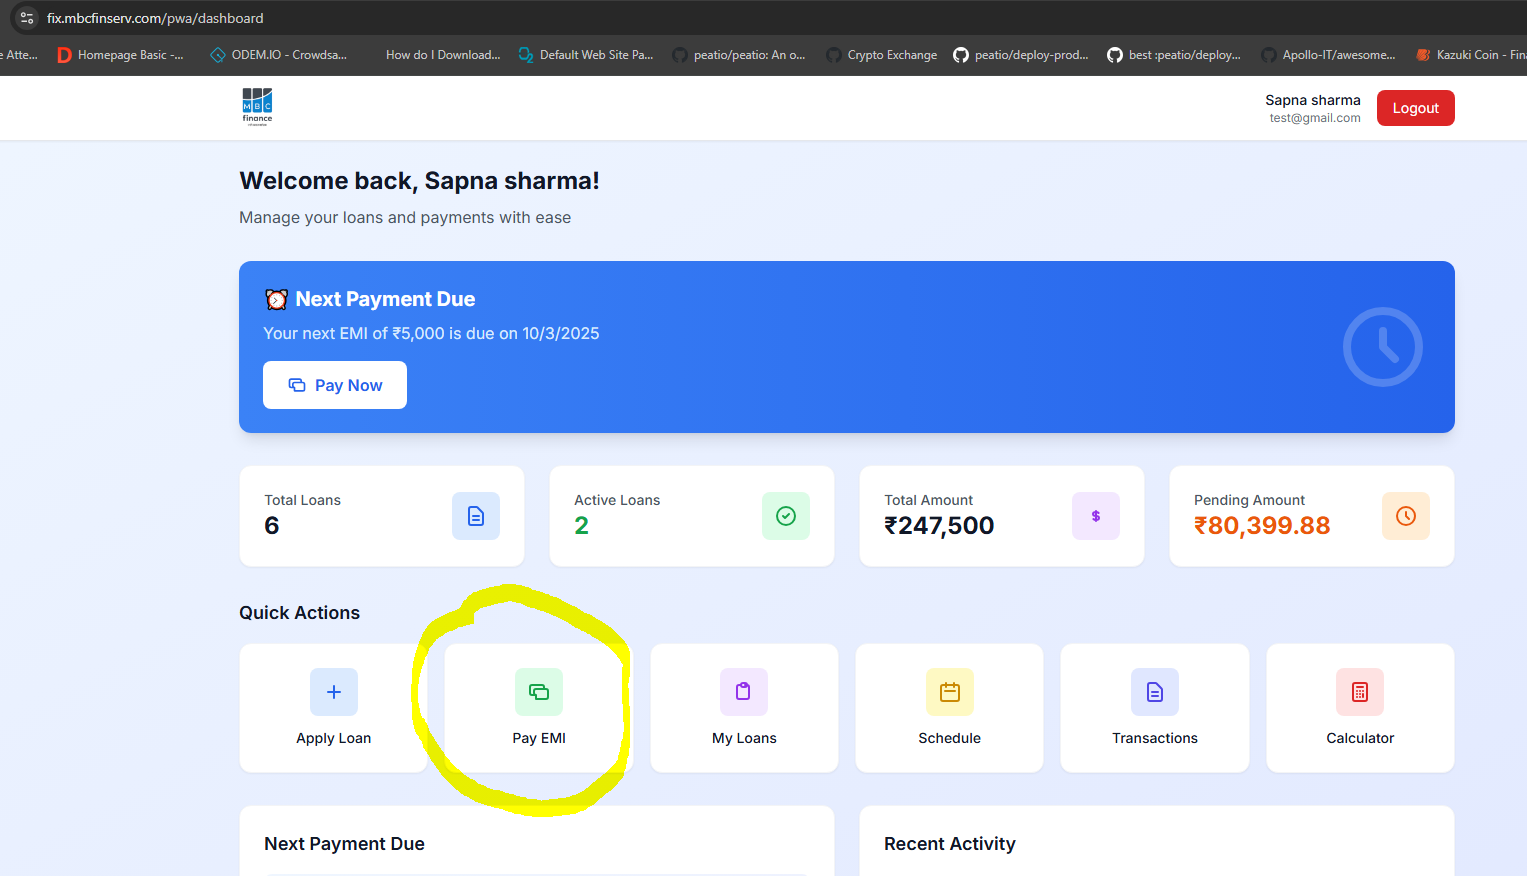 fix.mbcfinserv.com/pwa/dashboard
e Atte...
Homepage Basic -...
ODEM.IO - Crowdsa...
How do I Download...
Default Web Site Pa...
peatio/peatio: An o...
Crypto Exchange
peatio/deploy-prod...
best :peatio/deploy...
Apollo-IT/awesome...
Kazuki Coin - Fina
MBC
finance
Sapna sharma
test@gmail.com
Logout
Welcome back, Sapna sharma!
Manage your loans and payments with ease
Next Payment Due
Your next EMI of ₹5,000 is due on 10/3/2025
Pay Now
Total Loans
6
Active Loans
2
Total Amount
₹247,500
$
Pending Amount
₹80,399.88
Quick Actions
Apply Loan
Pay EMI
My Loans
Schedule
Transactions
Calculator
Next Payment Due
Recent Activity